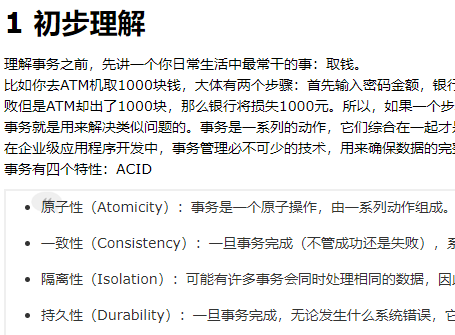 1 初步理解
理解事务之前，先讲一个你日常生活中最常干的事：取钱。
比如你去ATM机取1000块钱，大体有两个步骤：首先输入密码金额，银行
败但是ATM却出了1000块，那么银行将损失1000元。所以，如果一个步
事务就是用来解决类似问题的。事务是一系列的动作，它们综合在一起才是
在企业级应用程序开发中，事务管理必不可少的技术，用来确保数据的完整
事务有四个特性：ACID
原子性（Atomicity）：事务是一个原子操作，由一系列动作组成。
一致性（Consistency）：一旦事务完成（不管成功还是失败），系
隔离性（Isolation）：可能有许多事务会同时处理相同的数据，因此
持久性（Durability）：一旦事务完成，无论发生什么系统错误，它